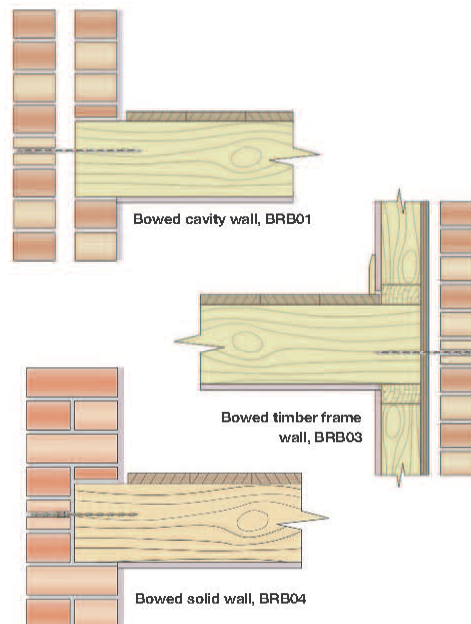 Bowed cavity wall, BRB01
Bowed timber frame
wall, BRB03
Bowed solid wall, BRB04